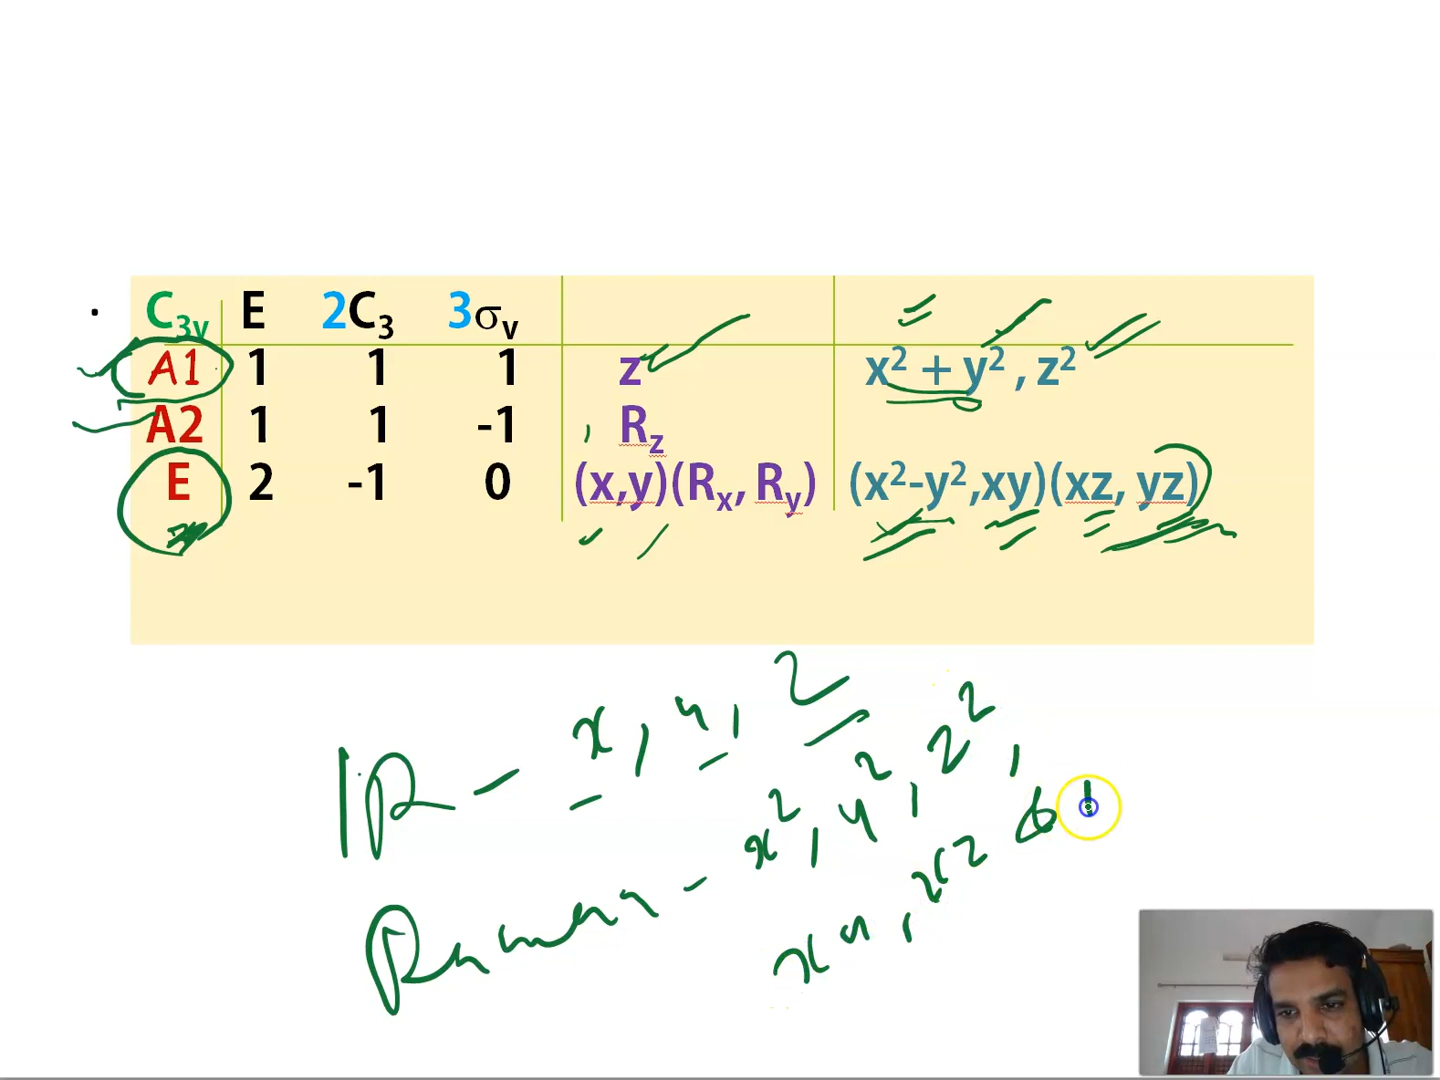 C3v E 2C3 3σv
A1 1 1 1 z x² + y² , z²
A2 1 1 -1 Rz
E 2 -1 0 (x,y)(Rx, Ry) (x²-y²,xy)(xz, yz)
IR - x, y, z
Raman - x², y², z²,
xy, xz